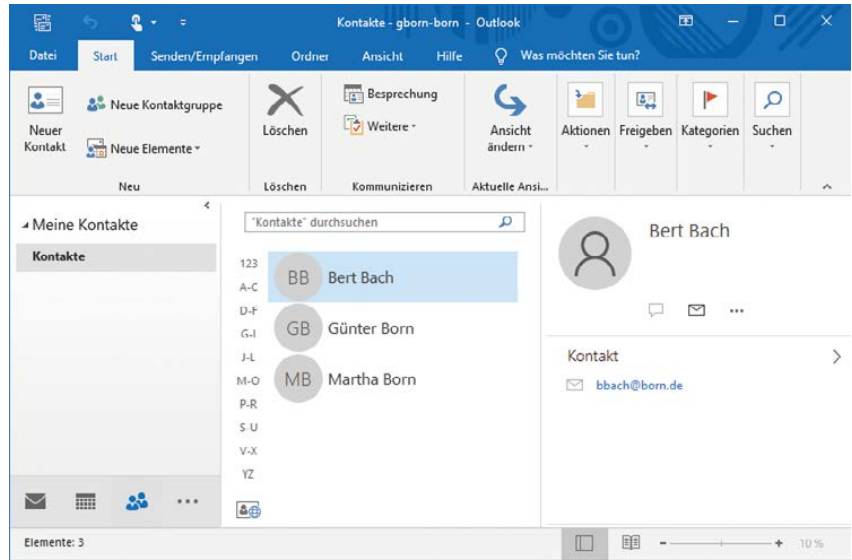 Kontakte - gborn-born - Outlook
Datei Start Senden/Empfangen Ordner Ansicht Hilfe Was möchten Sie tun?
Neuer Kontakt
Neue Kontaktgruppe
Neue Elemente
Neu
Löschen
Löschen
Besprechung
Weitere
Kommunizieren
Ansicht ändern
Aktuelle Ansi...
Aktionen
Freigeben
Kategorien
Suchen
Meine Kontakte
Kontakte
"Kontakte" durchsuchen
123
A-C
D-F
G-I
J-L
M-O
P-R
S-U
V-X
YZ
BB Bert Bach
GB Günter Born
MB Martha Born
Bert Bach
Kontakt
bbach@born.de
Elemente: 3
10 %